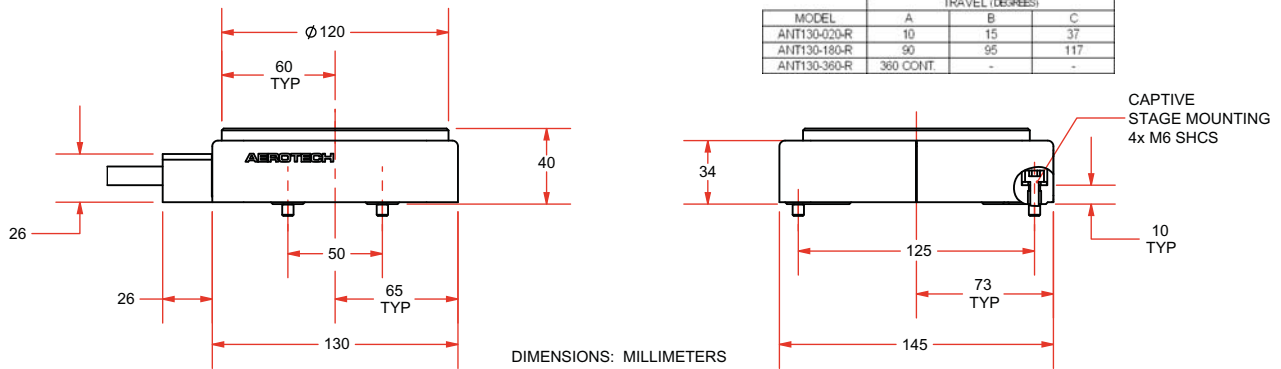 TRAVEL (DEGREES)
MODEL A B C
ANT130-020-R 10 15 37
ANT130-180-R 90 95 117
ANT130-360-R 360 CONT. - -
Ø120
60
TYP
CAPTIVE
STAGE MOUNTING
4x M6 SHCS
AEROTECH
40
34
26
50
125
10
TYP
26
65
TYP
73
TYP
130
145
DIMENSIONS: MILLIMETERS